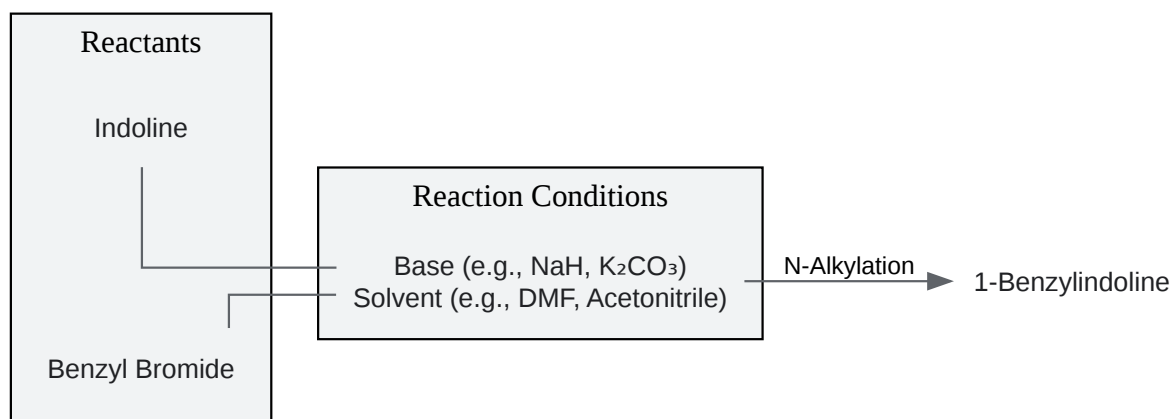 Reactants
Indoline
Benzyl Bromide
Reaction Conditions
Base (e.g., NaH, K₂CO₃)
Solvent (e.g., DMF, Acetonitrile)
N-Alkylation
1-Benzylindoline